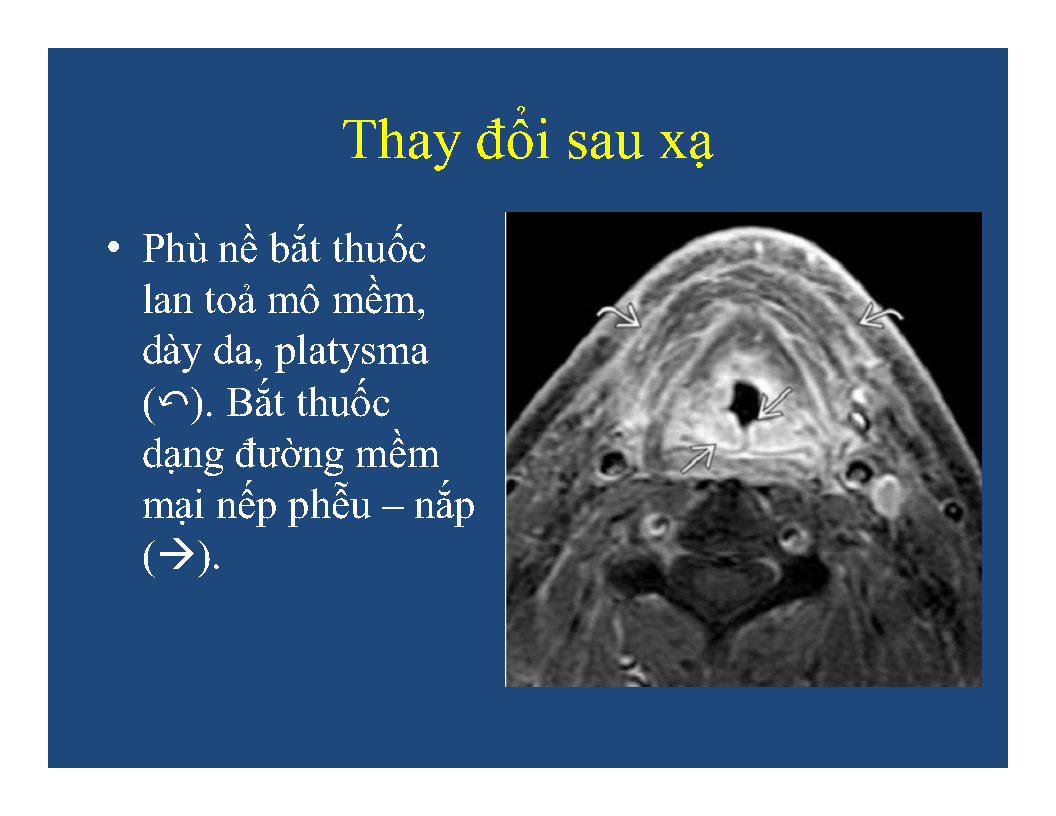 Thay đổi sau xạ
• Phù nề bắt thuốc
lan toả mô mềm,
dày da, platysma
(⤺). Bắt thuốc
dạng đường mềm
mại nếp phễu – nắp
(→).